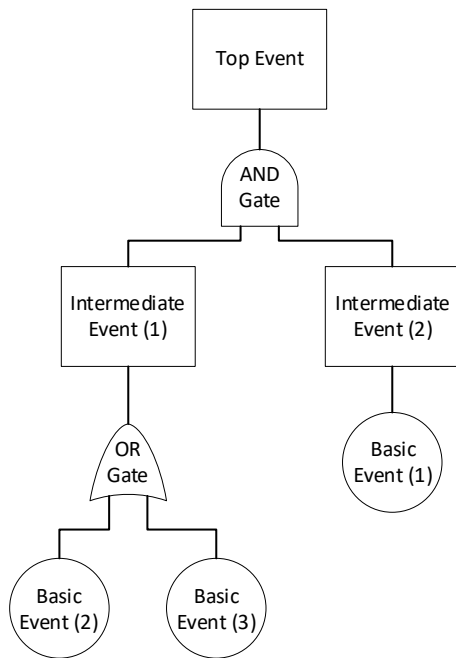 Top Event
AND
Gate
Intermediate
Event (1)
Intermediate
Event (2)
OR
Gate
Basic
Event (1)
Basic
Event (2)
Basic
Event (3)